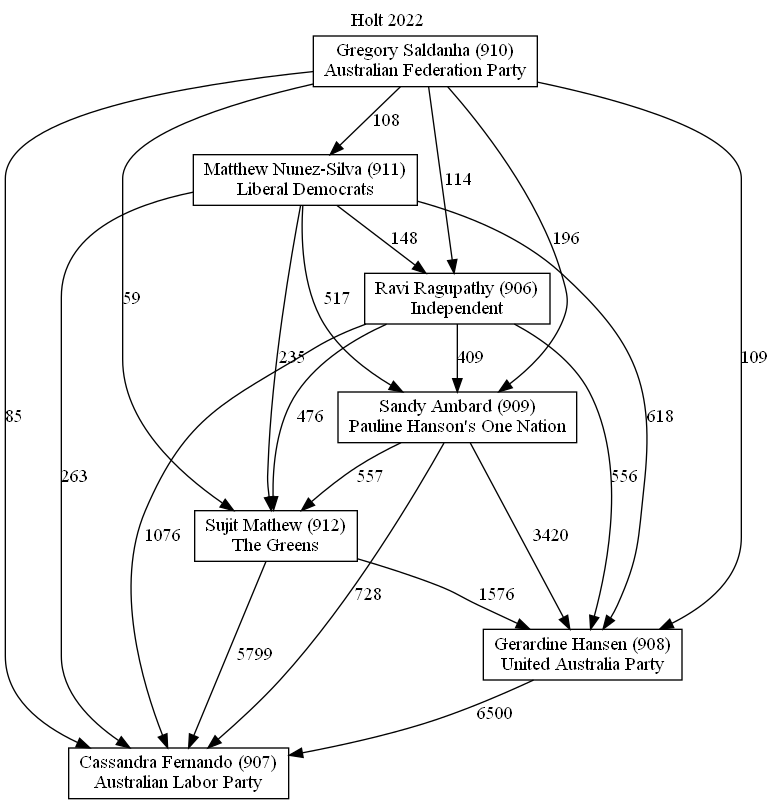 Holt 2022
Gregory Saldanha (910)
Australian Federation Party
108
Matthew Nunez-Silva (911)
Liberal Democrats
114
148
196
Ravi Ragupathy (906)
Independent
59
517
235
409
109
Sandy Ambard (909)
Pauline Hanson's One Nation
85
476
618
263
557
556
Sujit Mathew (912)
The Greens
1076
3420
728
1576
Gerardine Hansen (908)
United Australia Party
5799
6500
Cassandra Fernando (907)
Australian Labor Party